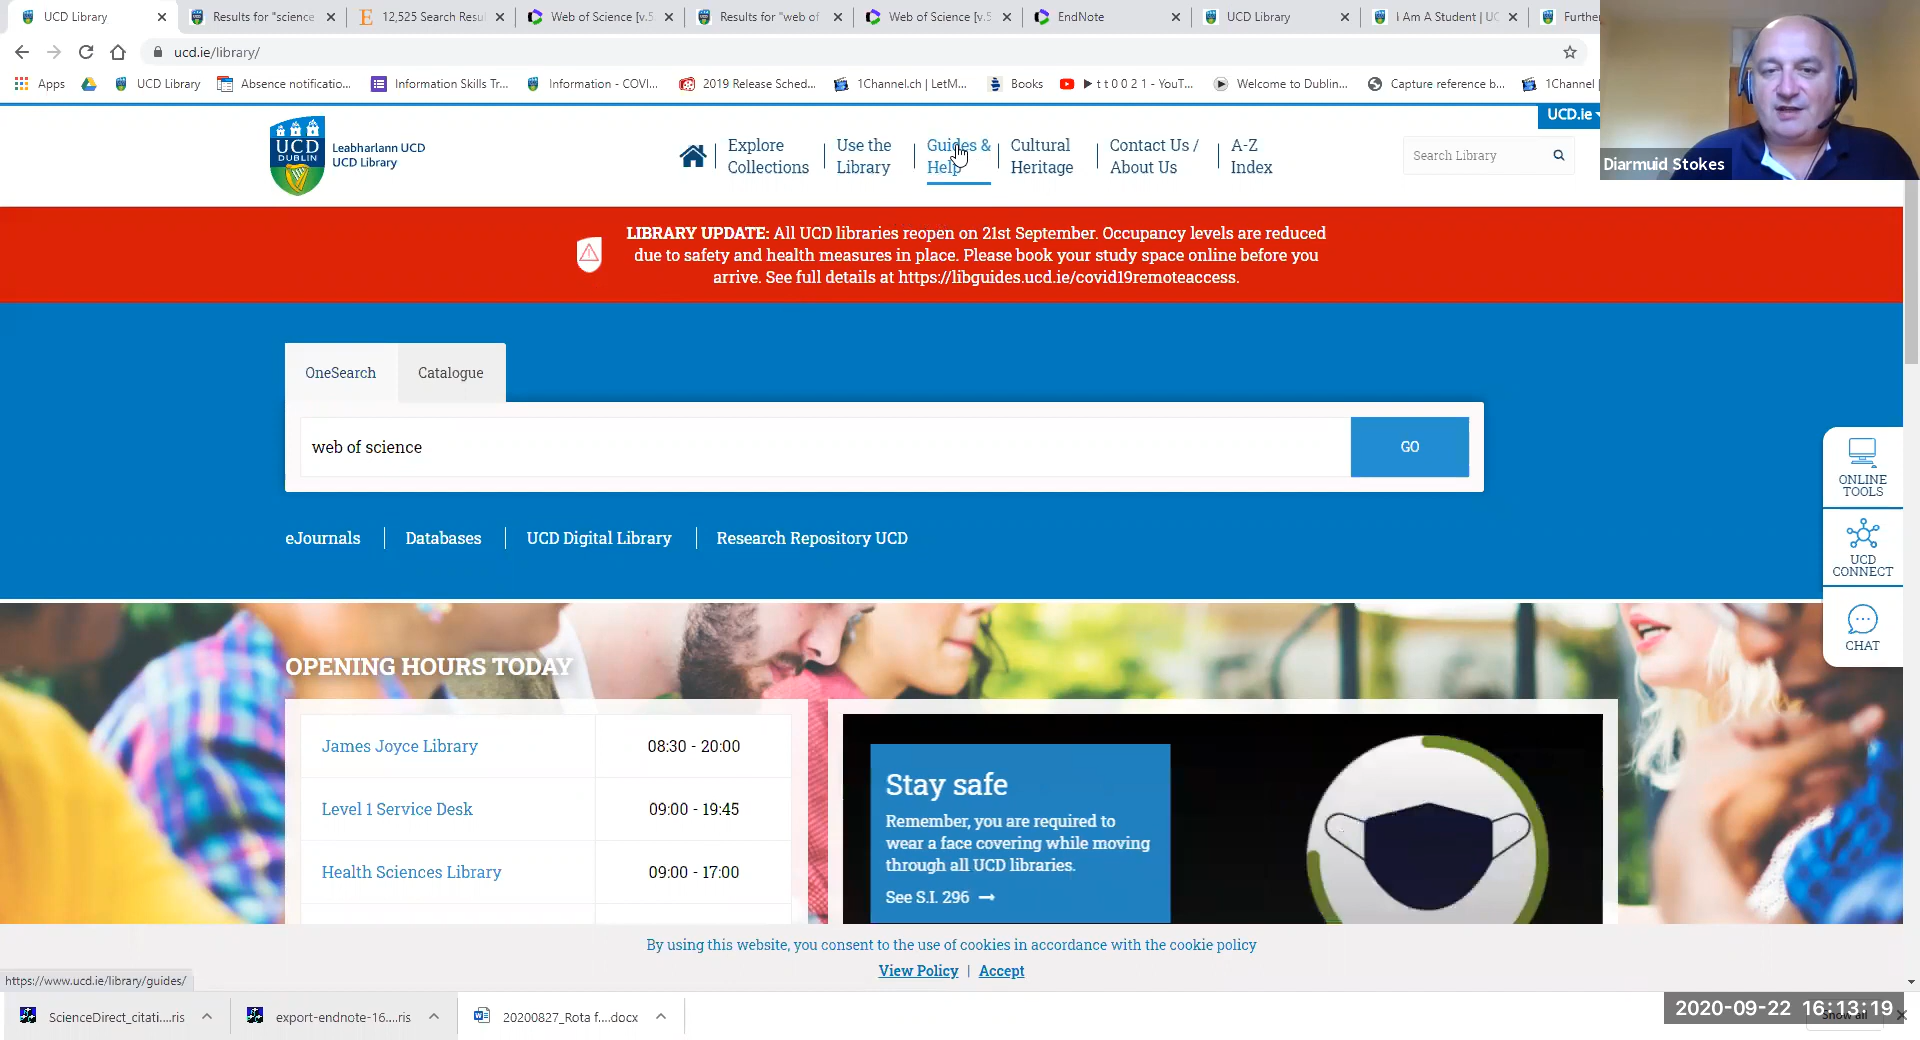 UCD Library
Results for "science
12,525 Search Resu
Web of Science [v.5
Results for "web of
Web of Science [v.5
EndNote
UCD Library
I Am A Student | UC
Furthe
ucd.ie/library/
Apps
UCD Library
Absence notificatio...
Information Skills Tr...
Information - COVI...
2019 Release Sched...
1Channel.ch | LetM...
Books
▶ t t 0 0 2 1 - YouT...
Welcome to Dublin...
Capture reference b...
1Channel
UCD.ie
UCD
DUBLIN
Leabharlann UCD
UCD Library
Explore
Collections
Use the
Library
Guides &
Help
Cultural
Heritage
Contact Us /
About Us
A-Z
Index
Search Library
Diarmuid Stokes
LIBRARY UPDATE: All UCD libraries reopen on 21st September. Occupancy levels are reduced
due to safety and health measures in place. Please book your study space online before you
arrive. See full details at https://libguides.ucd.ie/covid19remoteaccess.
OneSearch
Catalogue
web of science
GO
eJournals
Databases
UCD Digital Library
Research Repository UCD
ONLINE
TOOLS
UCD
CONNECT
CHAT
OPENING HOURS TODAY
James Joyce Library
08:30 - 20:00
Level 1 Service Desk
09:00 - 19:45
Health Sciences Library
09:00 - 17:00
Stay safe
Remember, you are required to
wear a face covering while moving
through all UCD libraries.
See S.I. 296
By using this website, you consent to the use of cookies in accordance with the cookie policy
View Policy | Accept
https://www.ucd.ie/library/guides/
ScienceDirect_citati....ris
export-endnote-16....ris
20200827_Rota f....docx
2020-09-22 16:13:19
Show all